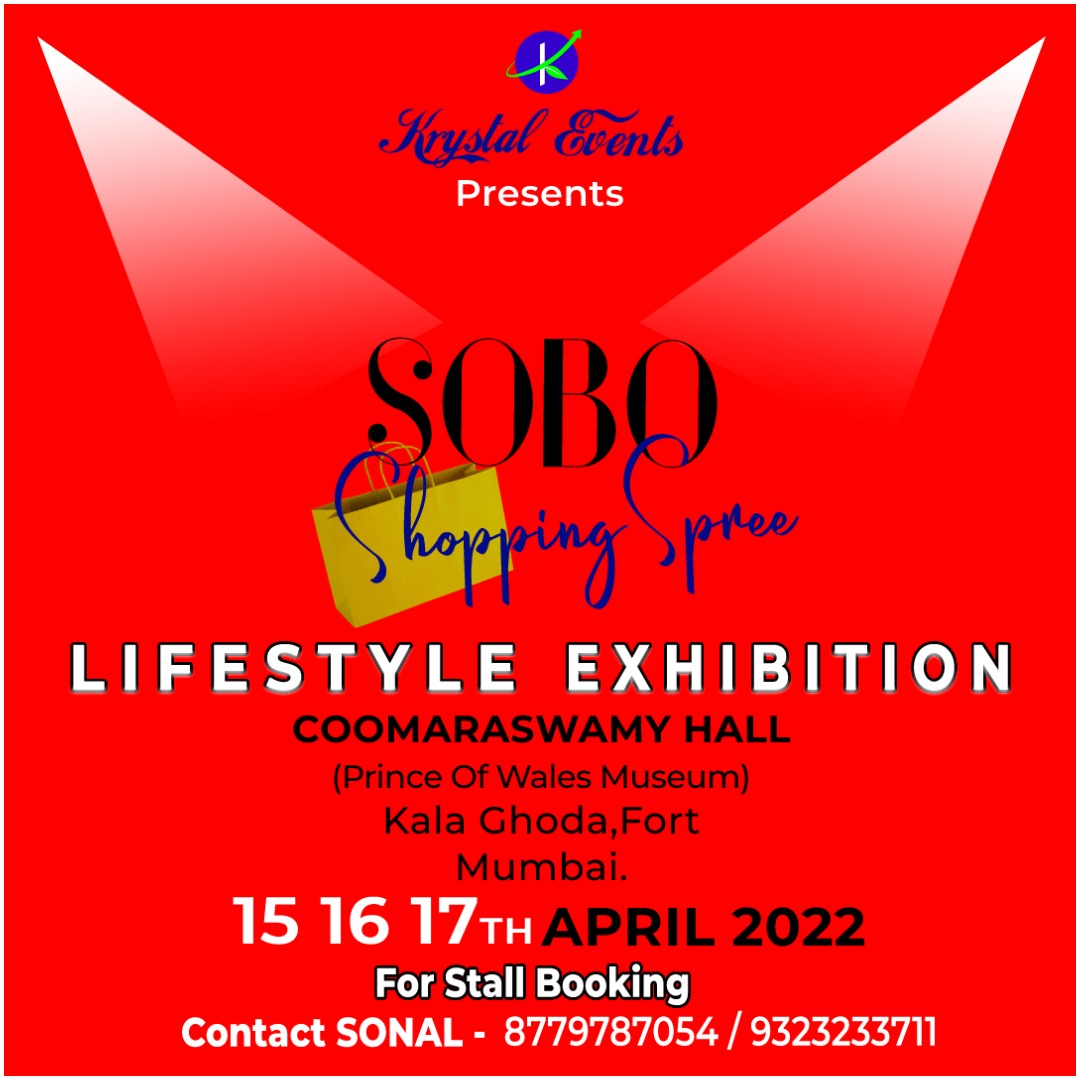 K
Krystal Events
Presents
SOBO
Shopping Spree
LIFESTYLE EXHIBITION
COOMARASWAMY HALL
(Prince Of Wales Museum)
Kala Ghoda,Fort
Mumbai.
15 16 17TH APRIL 2022
For Stall Booking
Contact SONAL - 8779787054 / 9323233711